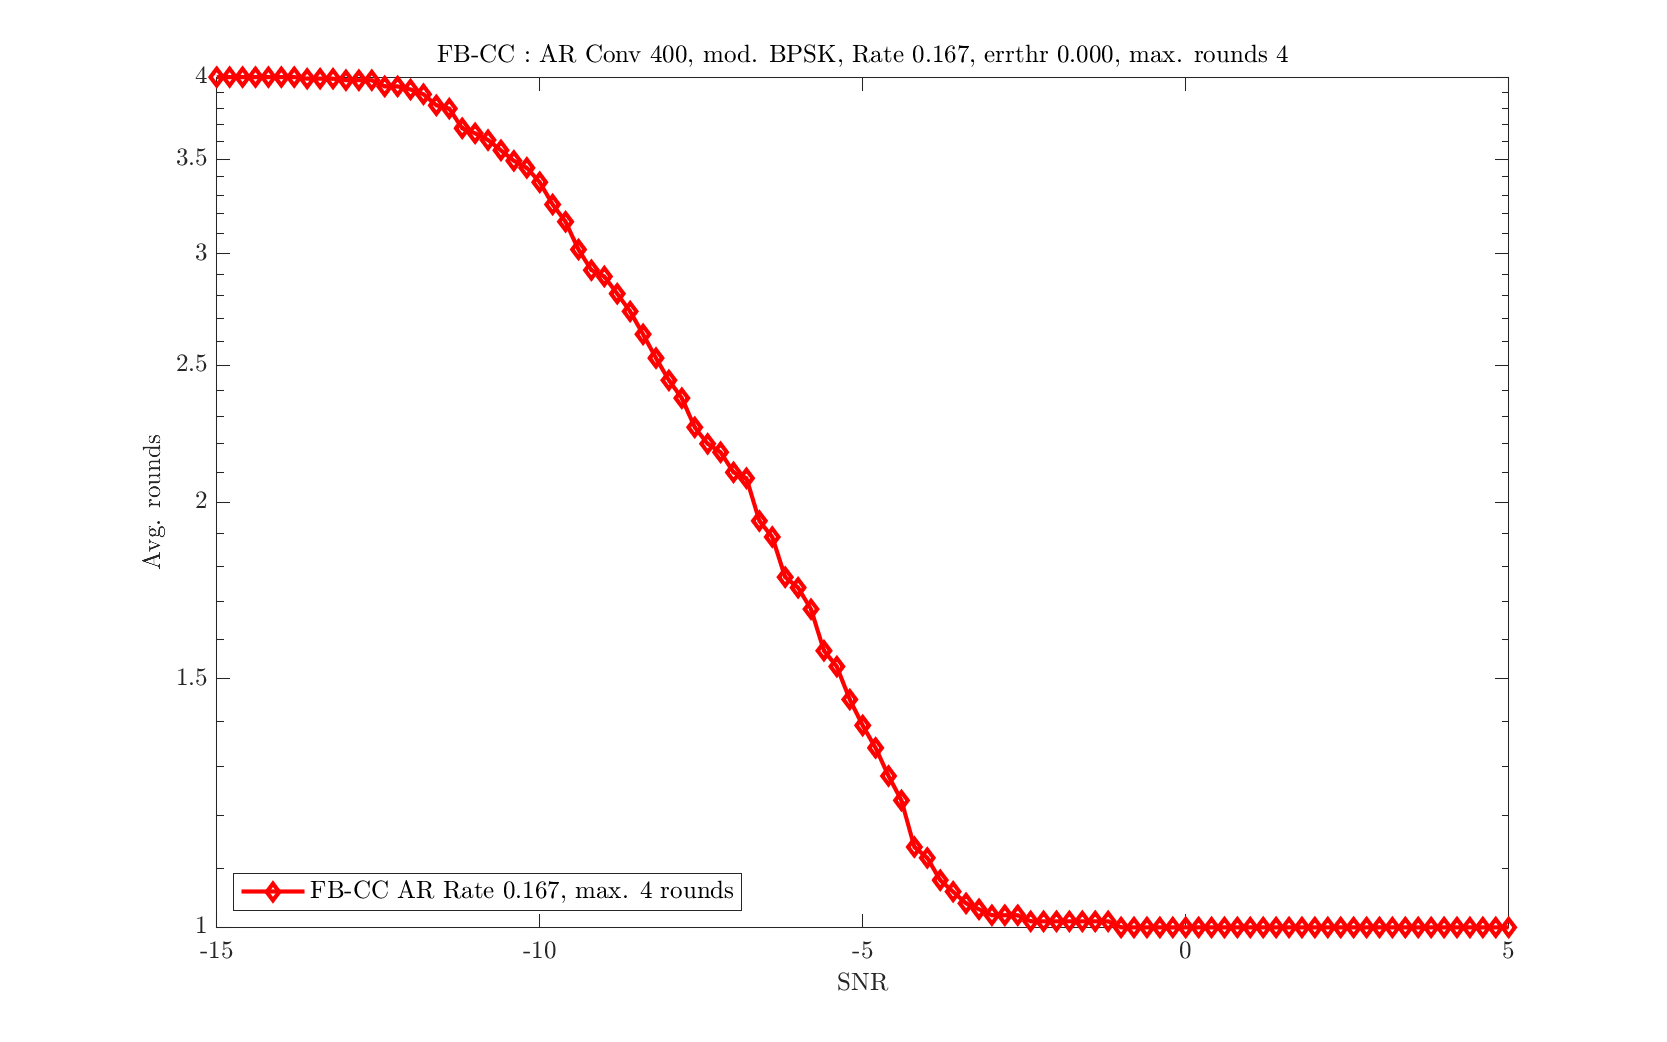 FB-CC : AR Conv 400, mod. BPSK, Rate 0.167, errthr 0.000, max. rounds 4
4
3.5
3
2.5
2
1.5
1
Avg. rounds
FB-CC AR Rate 0.167, max. 4 rounds
-15 -10 -5 0 5
SNR